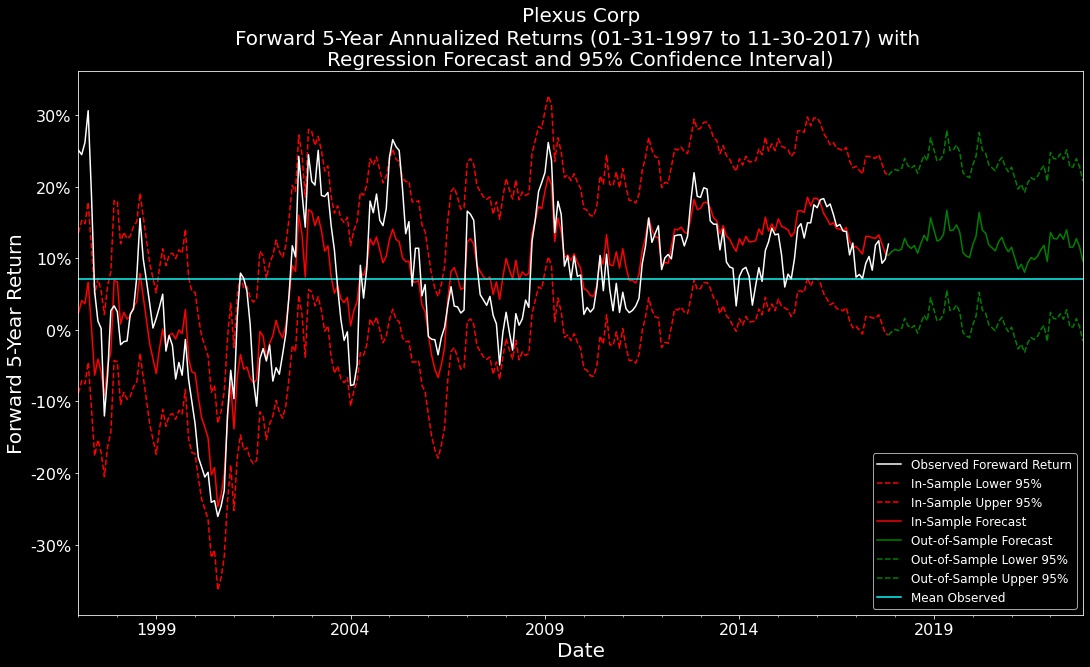 Plexus Corp
Forward 5-Year Annualized Returns (01-31-1997 to 11-30-2017) with
Regression Forecast and 95% Confidence Interval)
Forward 5-Year Return
30%
20%
10%
0%
-10%
-20%
-30%
Observed Foreward Return
In-Sample Lower 95%
In-Sample Upper 95%
In-Sample Forecast
Out-of-Sample Forecast
Out-of-Sample Lower 95%
Out-of-Sample Upper 95%
Mean Observed
1999
2004
2009
2014
2019
Date